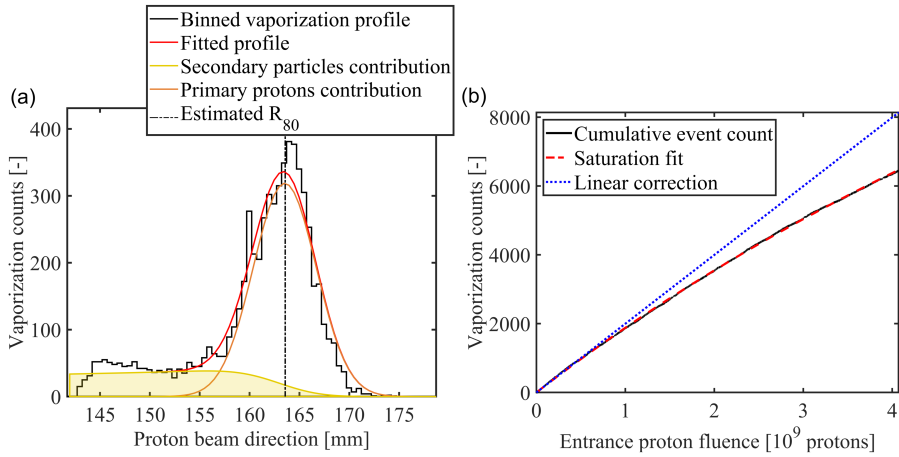 Binned vaporization profile
Fitted profile
Secondary particles contribution
Primary protons contribution
Estimated R80
(a)
400
300
200
100
0
Vaporization counts [-]
145 150 155 160 165 170 175
Proton beam direction [mm]
(b)
8000
6000
4000
2000
0
Vaporization counts [-]
Cumulative event count
Saturation fit
Linear correction
0 1 2 3 4
Entrance proton fluence [10^9 protons]